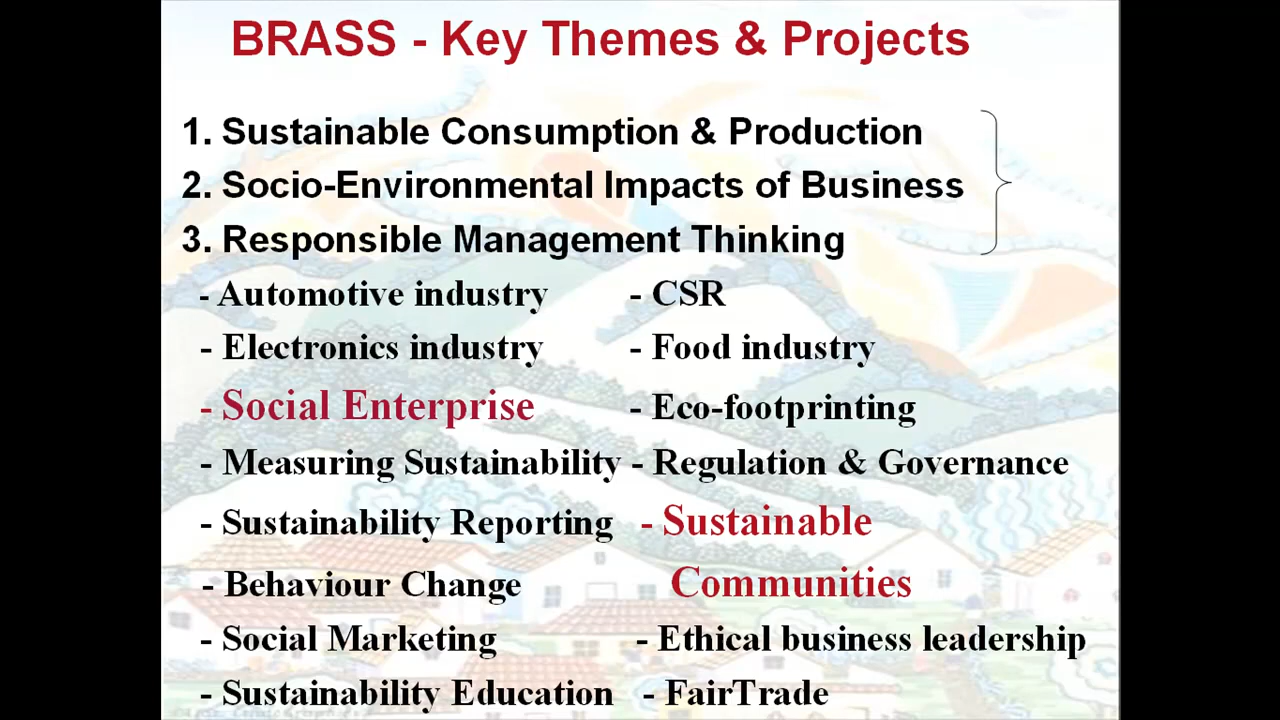 BRASS - Key Themes & Projects
1. Sustainable Consumption & Production
2. Socio-Environmental Impacts of Business
3. Responsible Management Thinking
- Automotive industry - CSR
- Electronics industry - Food industry
- Social Enterprise - Eco-footprinting
- Measuring Sustainability - Regulation & Governance
- Sustainability Reporting - Sustainable
- Behaviour Change Communities
- Social Marketing - Ethical business leadership
- Sustainability Education - FairTrade